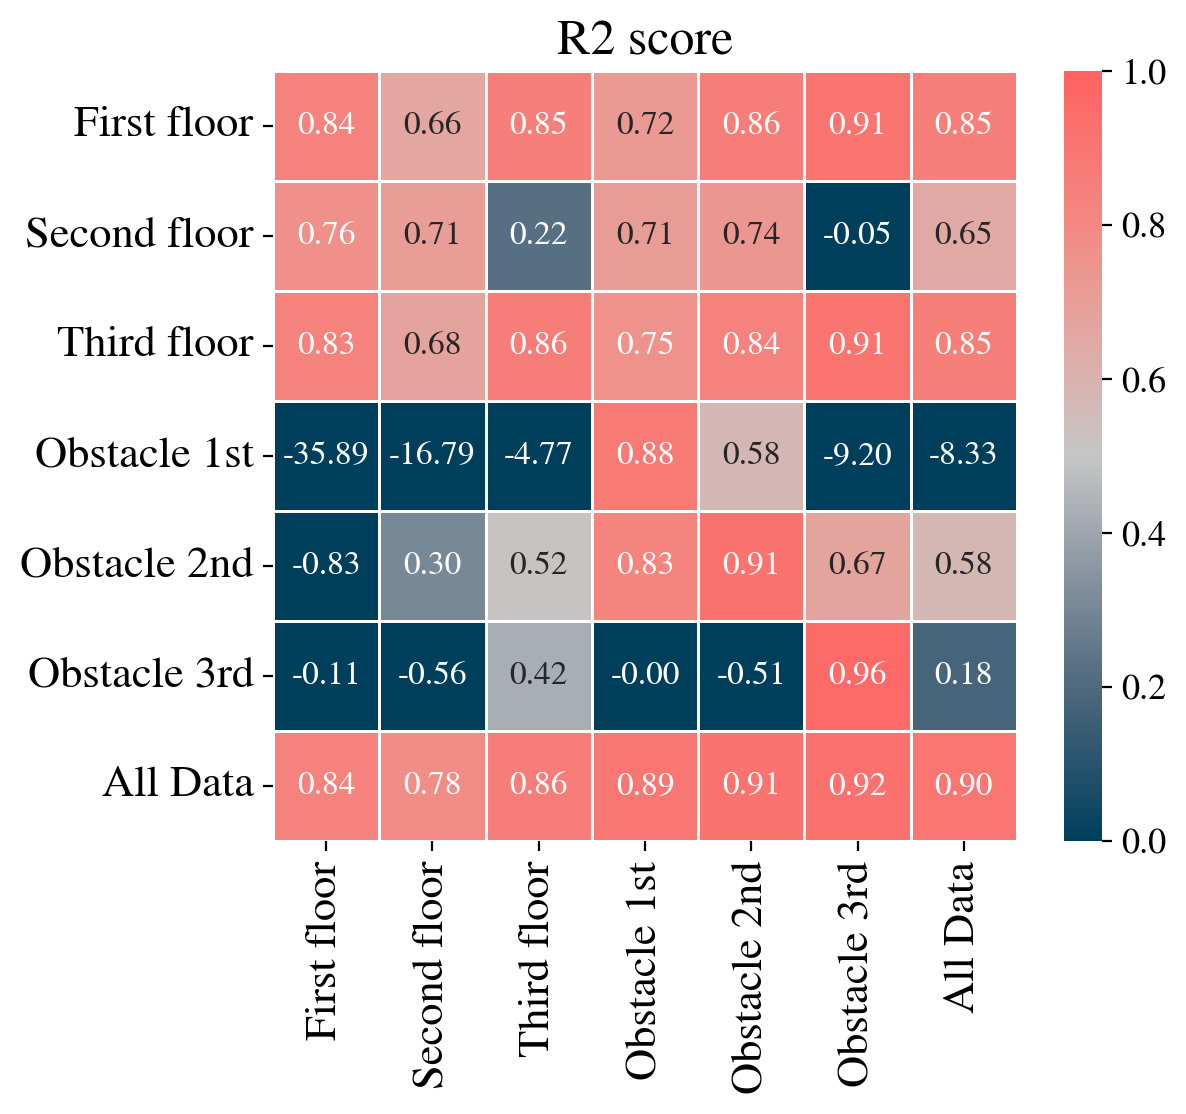 R2 score
First floor 0.84 0.66 0.85 0.72 0.86 0.91 0.85
Second floor 0.76 0.71 0.22 0.71 0.74 -0.05 0.65
Third floor 0.83 0.68 0.86 0.75 0.84 0.91 0.85
Obstacle 1st -35.89 -16.79 -4.77 0.88 0.58 -9.20 -8.33
Obstacle 2nd -0.83 0.30 0.52 0.83 0.91 0.67 0.58
Obstacle 3rd -0.11 -0.56 0.42 -0.00 -0.51 0.96 0.18
All Data 0.84 0.78 0.86 0.89 0.91 0.92 0.90
First floor
Second floor
Third floor
Obstacle 1st
Obstacle 2nd
Obstacle 3rd
All Data
1.0
0.8
0.6
0.4
0.2
0.0